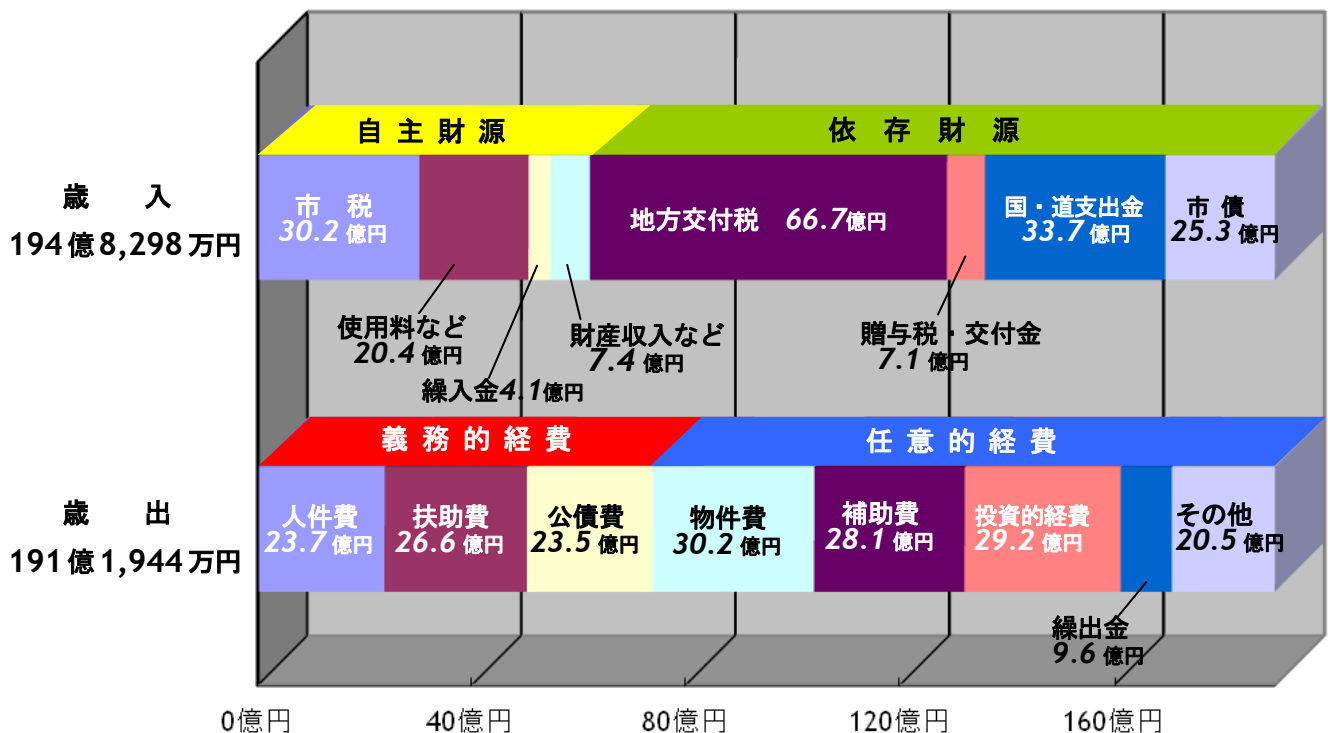 自主財源
依存財源
歳入
194億8,298万円
市税
30.2億円
地方交付税 66.7億円
国・道支出金
33.7億円
市債
25.3億円
使用料など
20.4億円
繰入金4.1億円
財産収入など
7.4億円
贈与税・交付金
7.1億円
義務的経費
任意的経費
歳出
191億1,944万円
人件費
23.7億円
扶助費
26.6億円
公債費
23.5億円
物件費
30.2億円
補助費
28.1億円
投資的経費
29.2億円
その他
20.5億円
繰出金
9.6億円
0億円
40億円
80億円
120億円
160億円